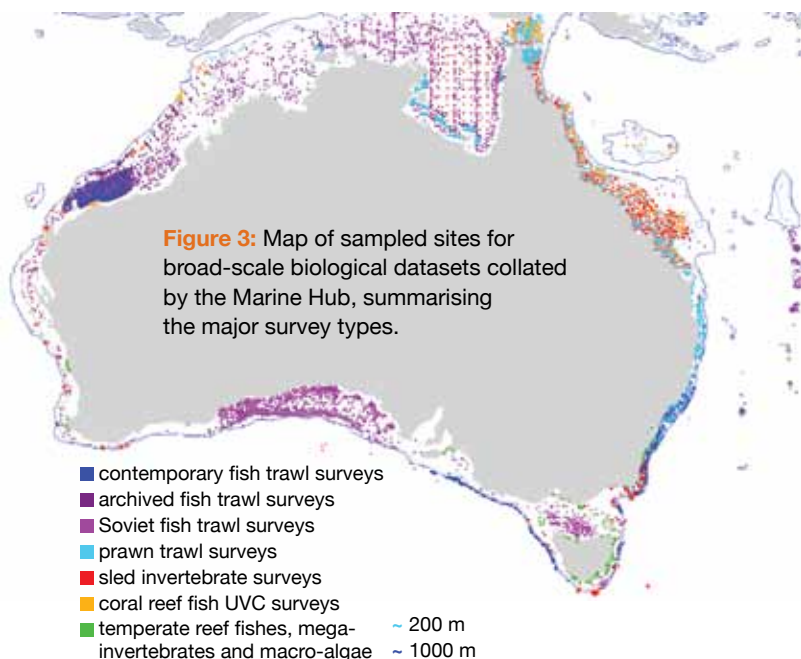 Figure 3: Map of sampled sites for
broad-scale biological datasets collated
by the Marine Hub, summarising
the major survey types.
contemporary fish trawl surveys
archived fish trawl surveys
Soviet fish trawl surveys
prawn trawl surveys
sled invertebrate surveys
coral reef fish UVC surveys
temperate reef fishes, mega-
invertebrates and macro-algae
~ 200 m
~ 1000 m